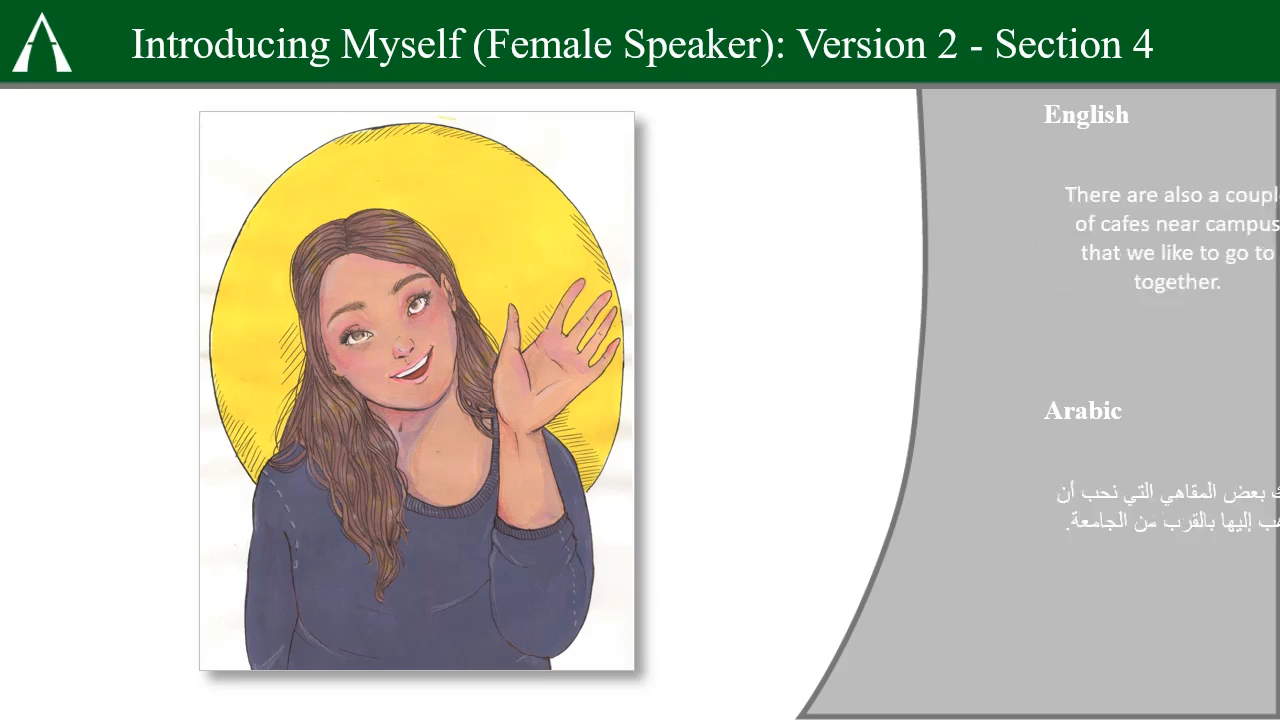 Introducing Myself (Female Speaker): Version 2 - Section 4
English
There are also a
of cafes near campus
that we like to go to
together.
Arabic
بعض المقاهي التي نحب أن
إليها بالقرب من الجامعة.